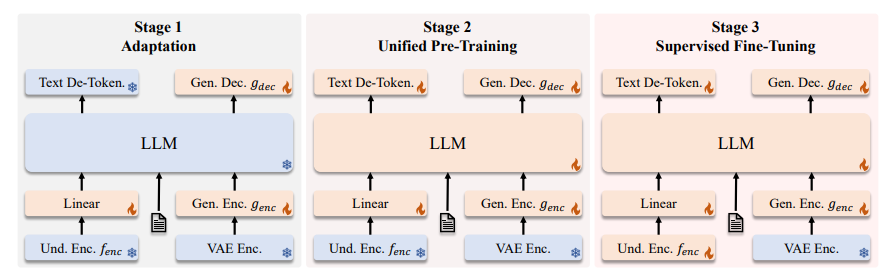 Stage 1
Adaptation
Text De-Token.
Gen. Dec. g_dec
LLM
Linear
Gen. Enc. g_enc
Und. Enc. f_enc
VAE Enc.
Stage 2
Unified Pre-Training
Text De-Token.
Gen. Dec. g_dec
LLM
Linear
Gen. Enc. g_enc
Und. Enc. f_enc
VAE Enc.
Stage 3
Supervised Fine-Tuning
Text De-Token.
Gen. Dec. g_dec
LLM
Linear
Gen. Enc. g_enc
Und. Enc. f_enc
VAE Enc.